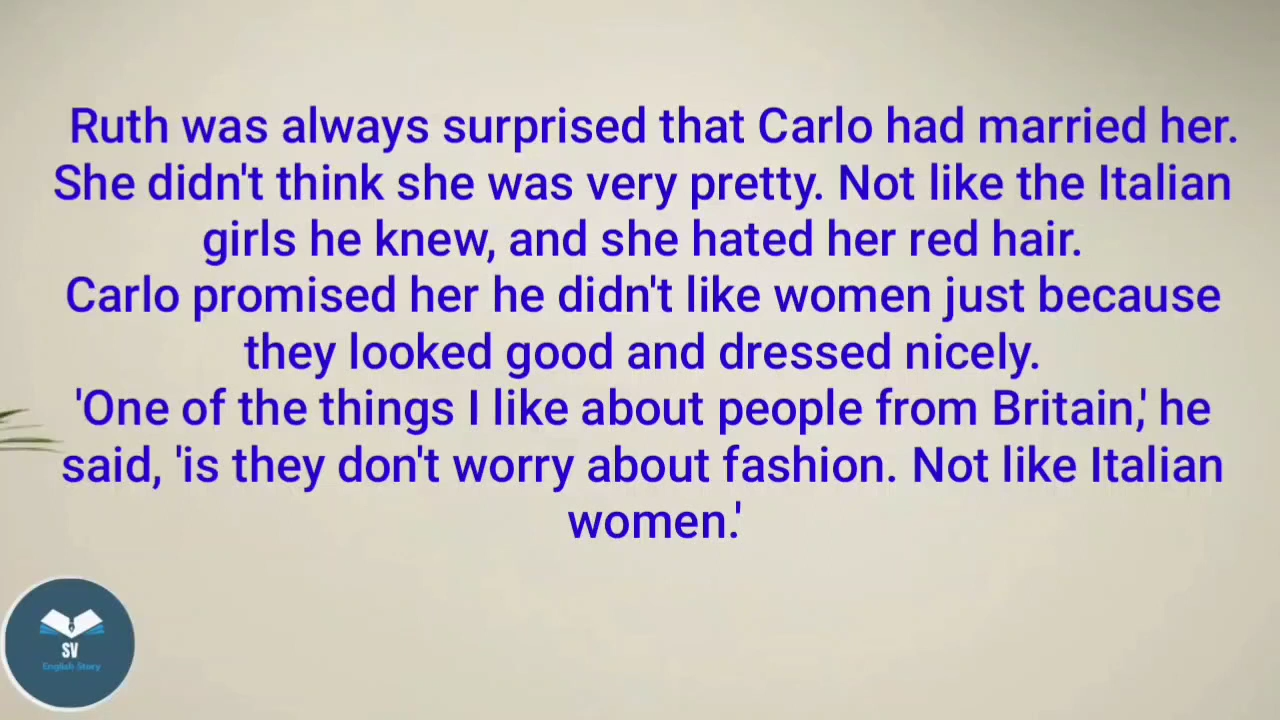 Ruth was always surprised that Carlo had married her.
She didn't think she was very pretty. Not like the Italian
girls he knew, and she hated her red hair.
Carlo promised her he didn't like women just because
they looked good and dressed nicely.
'One of the things I like about people from Britain,' he
said, 'is they don't worry about fashion. Not like Italian
women.'
SV
English Story